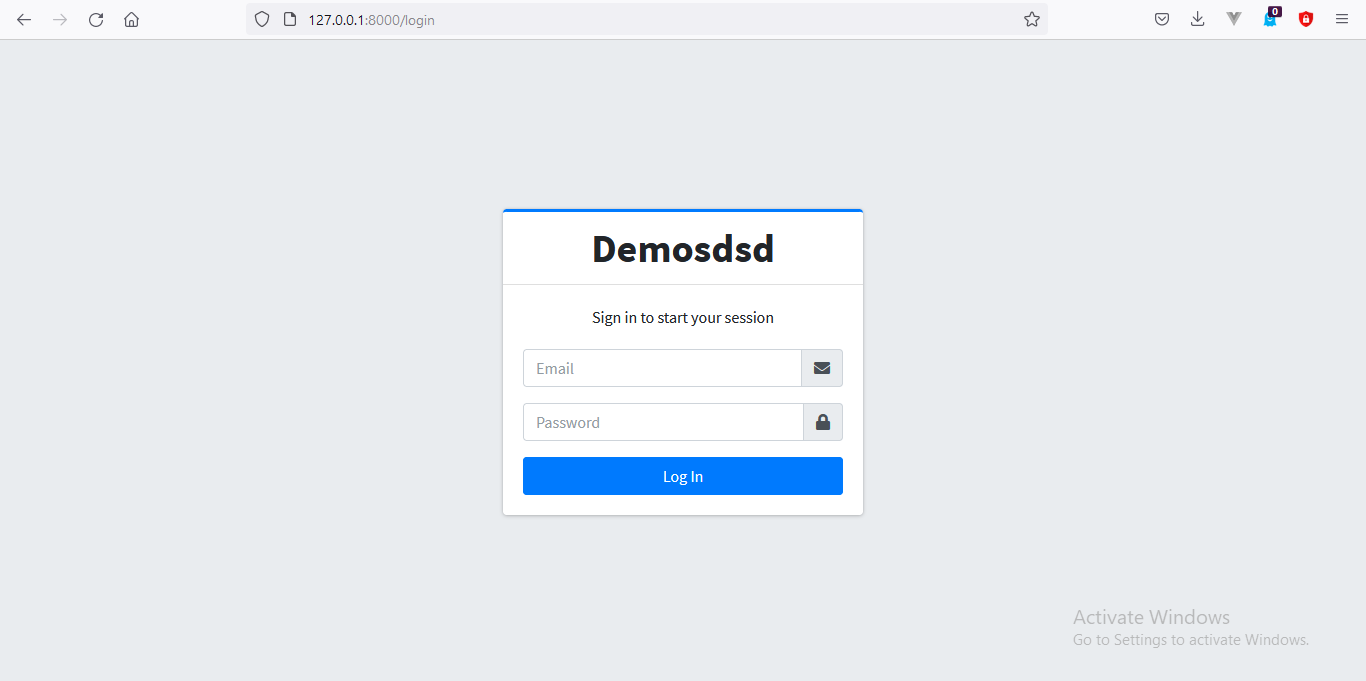 127.0.0.1:8000/login
0
Demosdsd
Sign in to start your session
Email
Password
Log In
Activate Windows
Go to Settings to activate Windows.